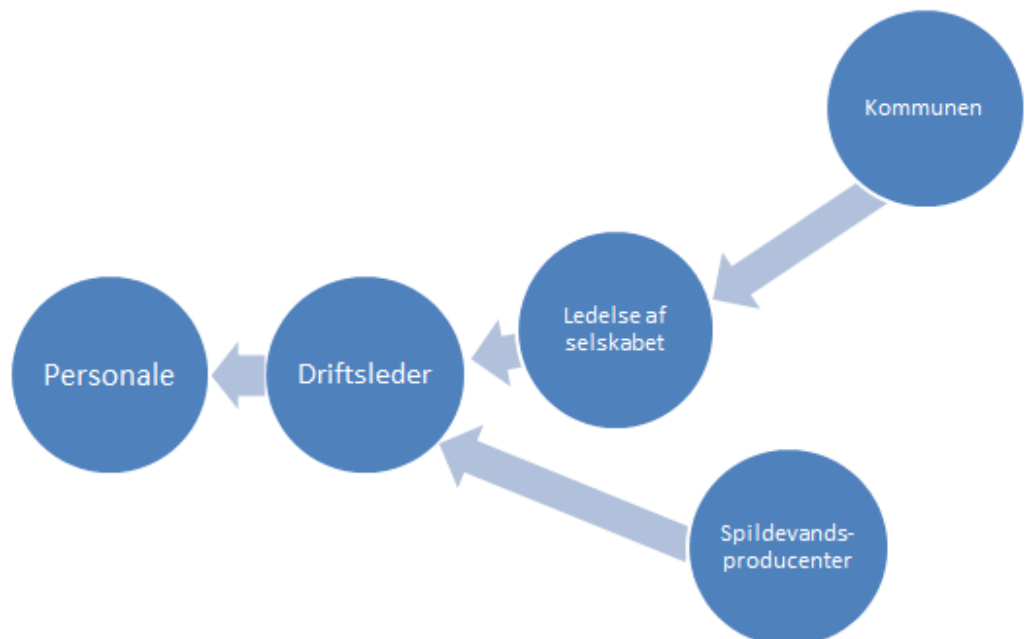 Kommunen
Ledelse af
selskabet
Personale
Driftsleder
Spildevands-
producenter